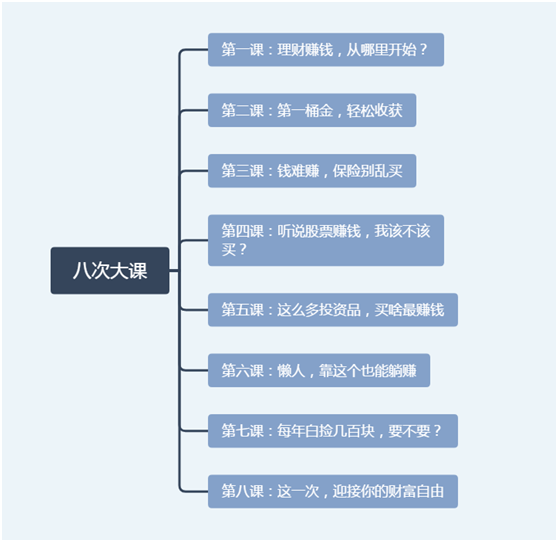 八次大课
第一课：理财赚钱，从哪里开始？
第二课：第一桶金，轻松收获
第三课：钱难赚，保险别乱买
第四课：听说股票赚钱，我该不该
买？
第五课：这么多投资品，买啥最赚钱
第六课：懒人，靠这个也能躺赚
第七课：每年白捡几百块，要不要？
第八课：这一次，迎接你的财富自由